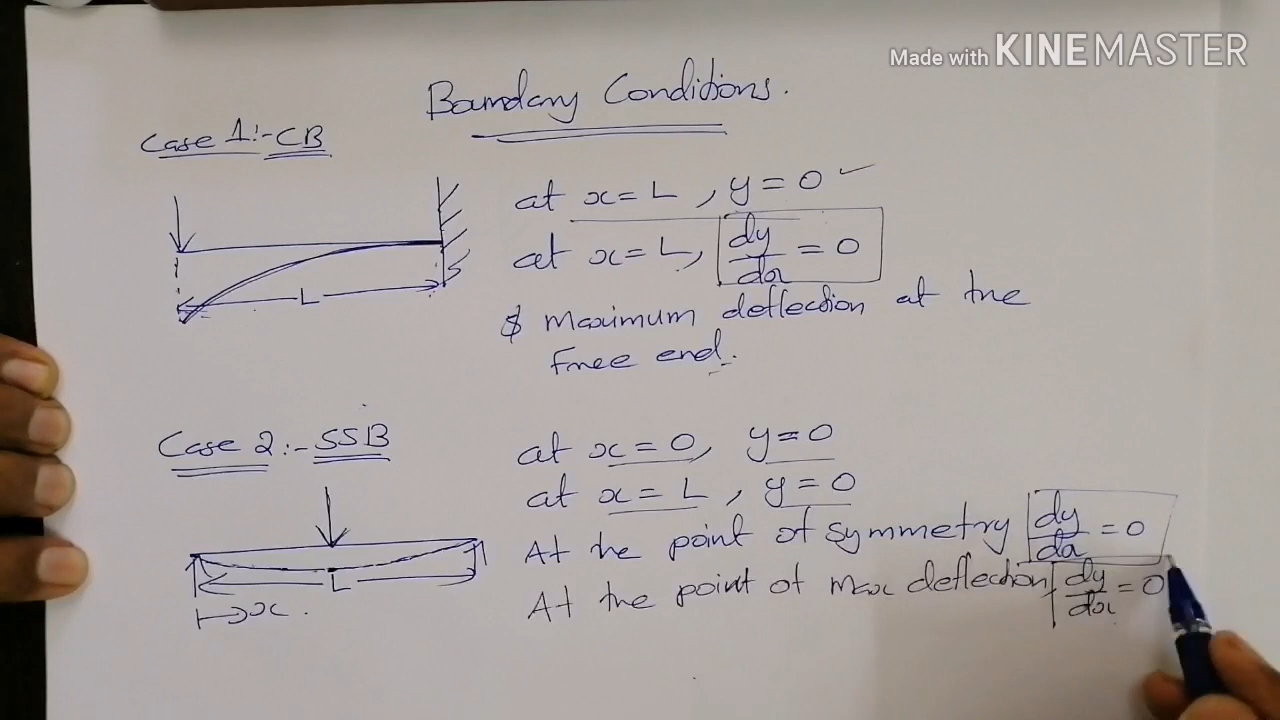 Made with KINEMASTER
Boundary Conditions.
Case 1:- CB
at x = L, y = 0
at x = L, dy/dx = 0
L
Maximum deflection at the
Free end.
Case 2:- SSB
at x = 0, y = 0
at x = L, y = 0
At the point of symmetry dy/dx = 0
At the point of max deflection dy/dx = 0
L
x